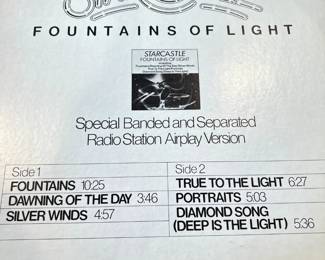 FOUNTAINS OF LIGHT
STARCASTLE
FOUNTAINS OF LIGHT
Special Banded and Separated
Radio Station Airplay Version
Side 1
FOUNTAINS 10:25
DAWNING OF THE DAY 3:46
SILVER WINDS 4:57
Side 2
TRUE TO THE LIGHT 6:27
PORTRAITS 5:03
DIAMOND SONG
(DEEP IS THE LIGHT) 5:36